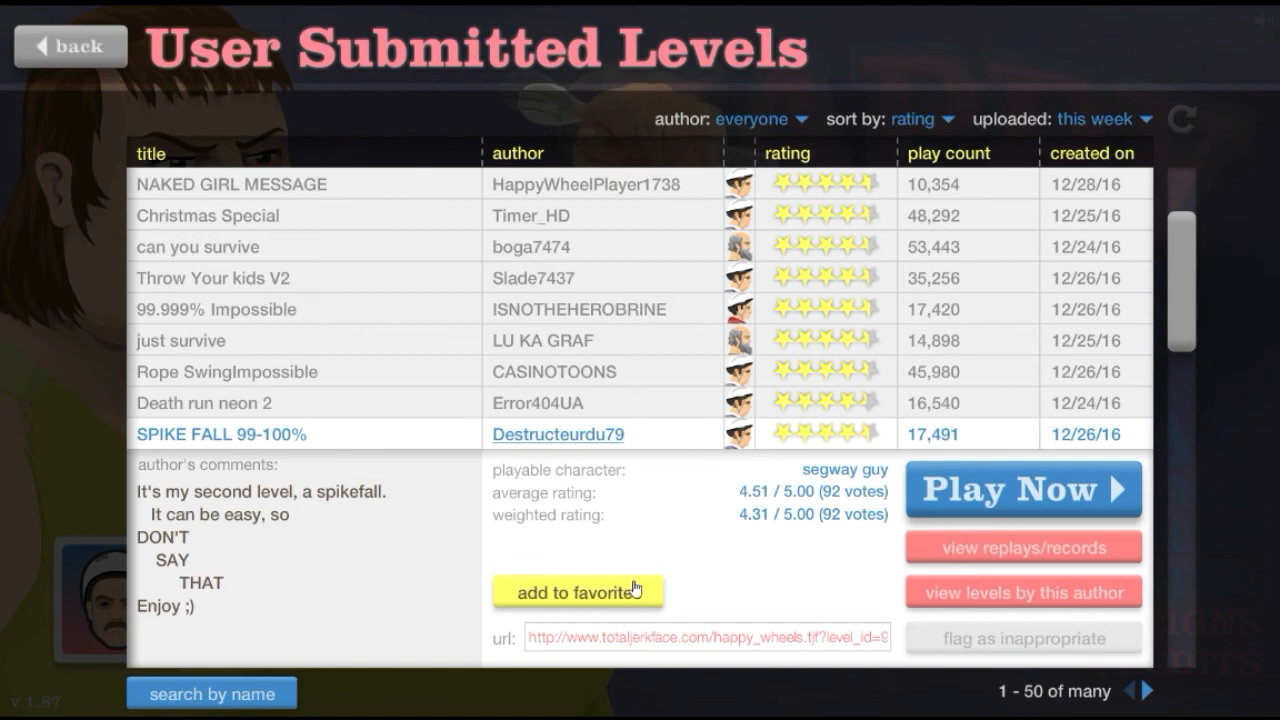 back
User Submitted Levels
author: everyone sort by: rating uploaded: this week
title author rating play count created on
NAKED GIRL MESSAGE HappyWheelPlayer1738 10,354 12/28/16
Christmas Special Timer_HD 48,292 12/25/16
can you survive boga7474 53,443 12/24/16
Throw Your kids V2 Slade7437 35,256 12/26/16
99.999% Impossible ISNOTHEHEROBRINE 17,420 12/26/16
just survive LU KA GRAF 14,898 12/26/16
Rope SwingImpossible CASINOTOONS 45,980 12/26/16
Death run neon 2 Error404UA 16,540 12/24/16
SPIKE FALL 99-100% Destructeurdu79 17,491 12/26/16
author's comments:
It's my second level, a spikefall.
It can be easy, so
DON'T
SAY
THAT
Enjoy ;)
playable character: segway guy
average rating: 4.51 / 5.00 (92 votes)
weighted rating: 4.31 / 5.00 (92 votes)
add to favorite
url: http://www.totaljerkface.com/happy_wheels.tjf?level_id=9
Play Now
view replays/records
view levels by this author
flag as inappropriate
v 1.87
search by name
1 - 50 of many